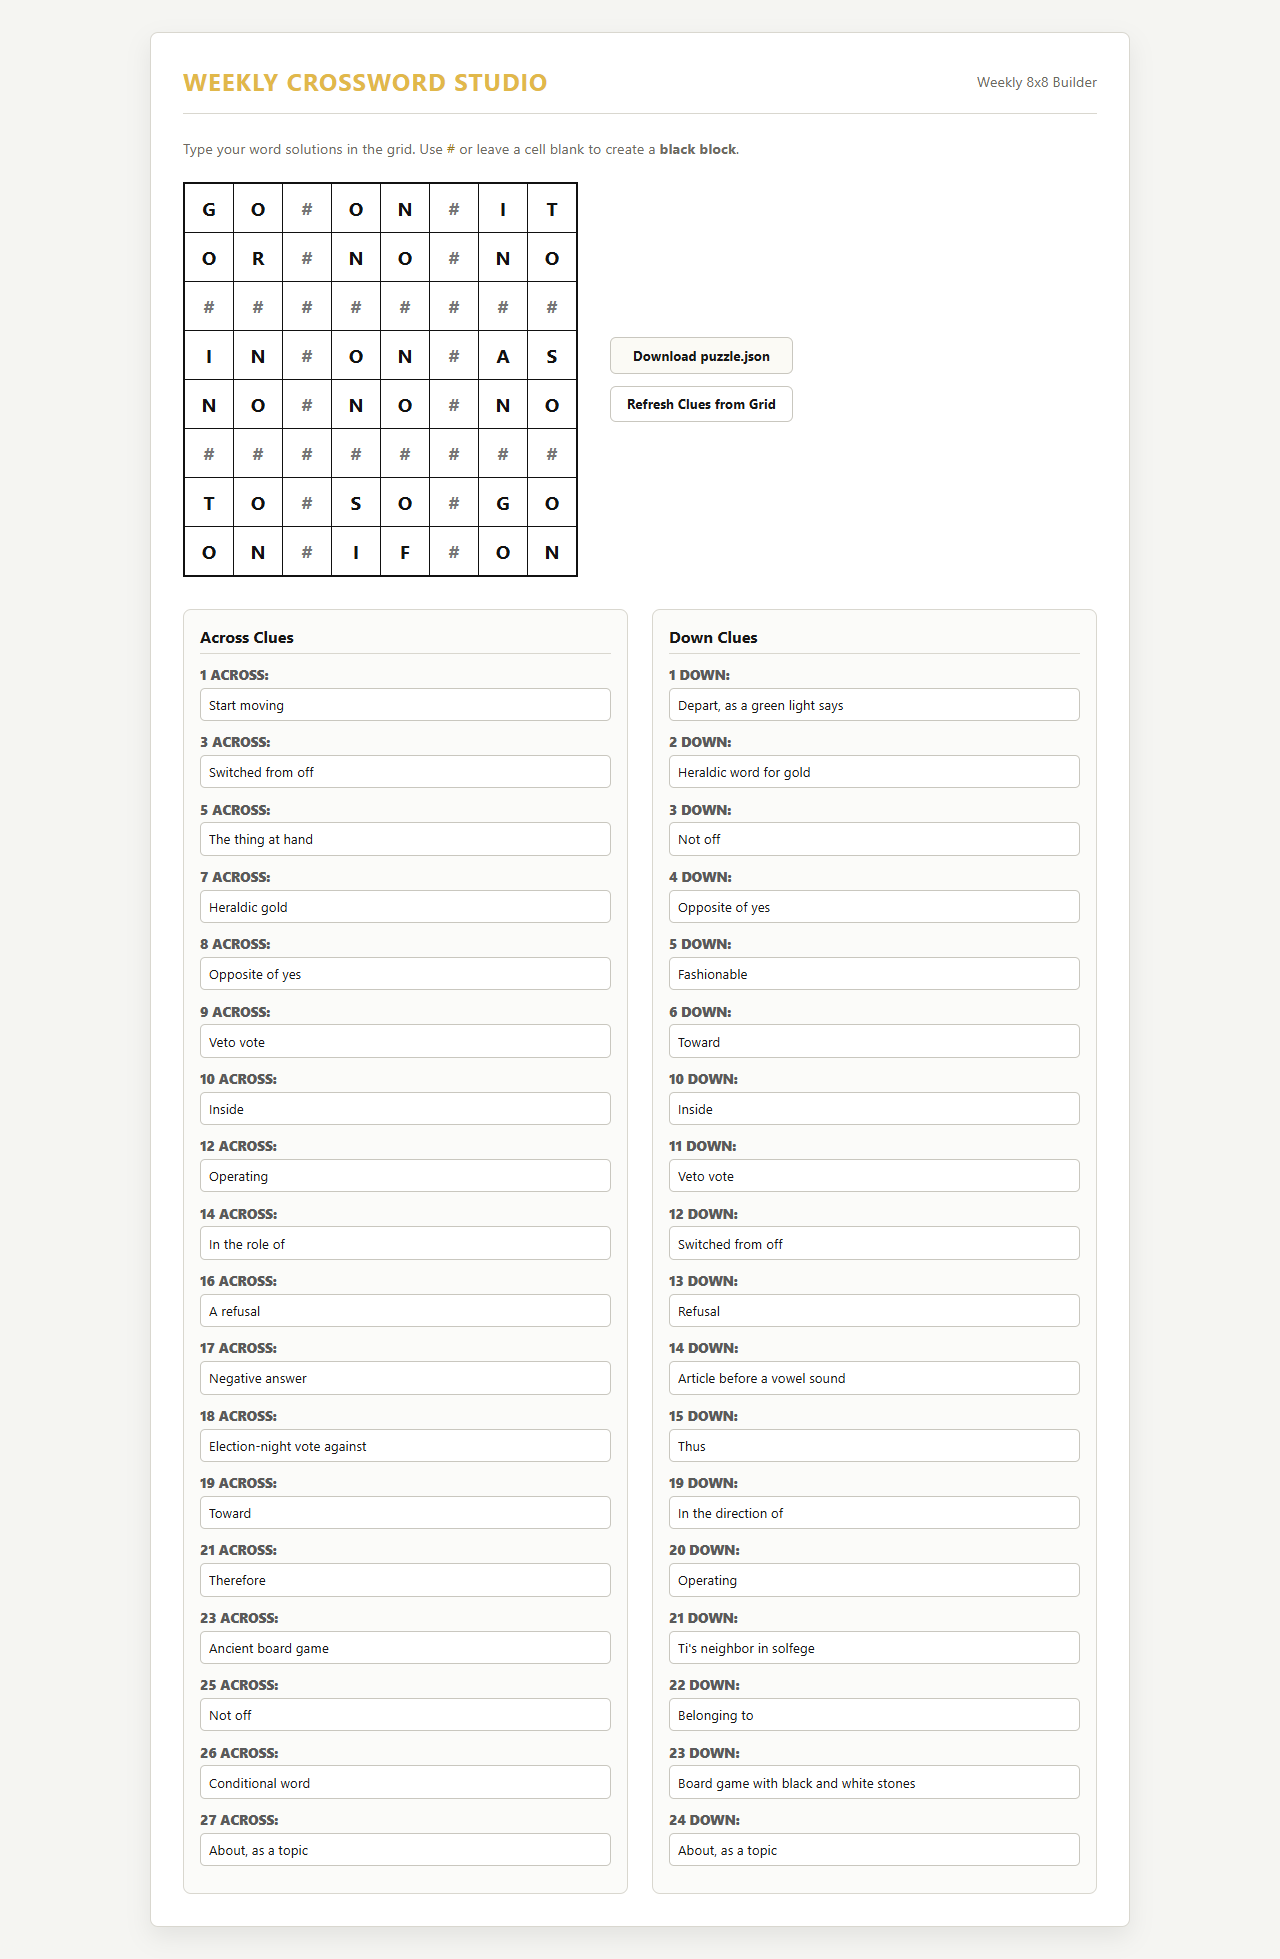 WEEKLY CROSSWORD STUDIO
Weekly 8x8 Builder
Type your word solutions in the grid. Use # or leave a cell blank to create a black block.
G O # O N # I T
O R # N O # N O
# # # # # # # #
I N # O N # A S
N O # N O # N O
# # # # # # # #
T O # S O # G O
O N # I F # O N
Download puzzle.json
Refresh Clues from Grid
Across Clues
1 ACROSS:
Start moving
3 ACROSS:
Switched from off
5 ACROSS:
The thing at hand
7 ACROSS:
Heraldic gold
8 ACROSS:
Opposite of yes
9 ACROSS:
Veto vote
10 ACROSS:
Inside
12 ACROSS:
Operating
14 ACROSS:
In the role of
16 ACROSS:
A refusal
17 ACROSS:
Negative answer
18 ACROSS:
Election-night vote against
19 ACROSS:
Toward
21 ACROSS:
Therefore
23 ACROSS:
Ancient board game
25 ACROSS:
Not off
26 ACROSS:
Conditional word
27 ACROSS:
About, as a topic
Down Clues
1 DOWN:
Depart, as a green light says
2 DOWN:
Heraldic word for gold
3 DOWN:
Not off
4 DOWN:
Opposite of yes
5 DOWN:
Fashionable
6 DOWN:
Toward
10 DOWN:
Inside
11 DOWN:
Veto vote
12 DOWN:
Switched from off
13 DOWN:
Refusal
14 DOWN:
Article before a vowel sound
15 DOWN:
Thus
19 DOWN:
In the direction of
20 DOWN:
Operating
21 DOWN:
Ti's neighbor in solfege
22 DOWN:
Belonging to
23 DOWN:
Board game with black and white stones
24 DOWN:
About, as a topic